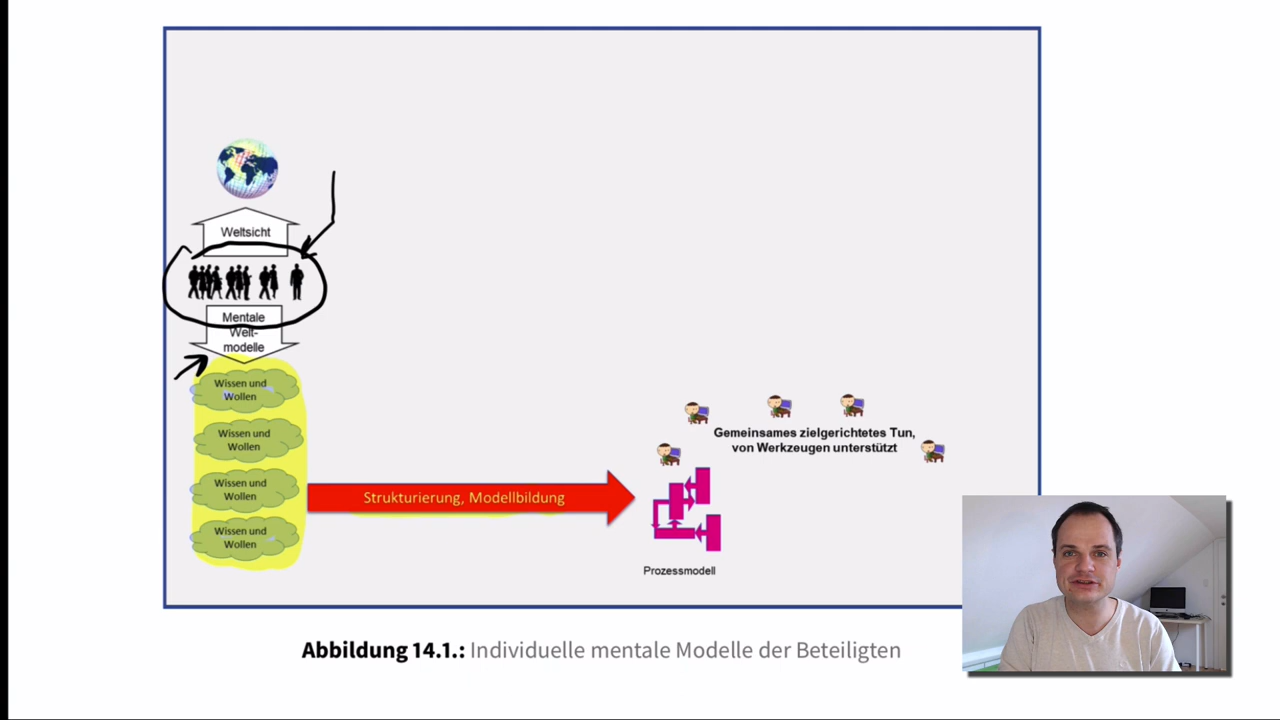 Weltsicht
Mentale
Welt-
modelle
Wissen und
Wollen
Wissen und
Wollen
Wissen und
Wollen
Wissen und
Wollen
Strukturierung, Modellbildung
Gemeinsames zielgerichtetes Tun,
von Werkzeugen unterstützt
Prozessmodell
Abbildung 14.1.: Individuelle mentale Modelle der Beteiligten